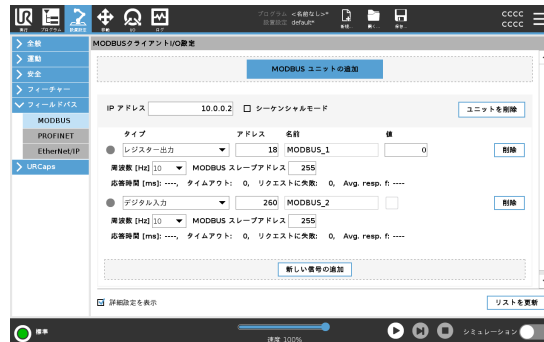 プログラム <名前なし>*
設置設定 default*
新規... 開く... 保存...
CCCC
CCCC
実行 プログラム 設置設定 移動 I/O ログ
全般
MODBUSクライアントI/O設定
運動
安全
フィーチャー
フィールドバス
MODBUS
PROFINET
EtherNet/IP
URCaps
MODBUS ユニットの追加
IP アドレス 10.0.0.2 シーケンシャルモード ユニットを削除
タイプ アドレス 名前 値
レジスター出力 18 MODBUS_1 0 削除
周波数 [Hz] 10 MODBUS スレーブアドレス 255
応答時間 [ms]: ----, タイムアウト: 0, リクエストに失敗: 0, Avg. resp. f: ----
デジタル入力 260 MODBUS_2 削除
周波数 [Hz] 10 MODBUS スレーブアドレス 255
応答時間 [ms]: ----, タイムアウト: 0, リクエストに失敗: 0, Avg. resp. f: ----
新しい信号の追加
詳細設定を表示 リストを更新
標準
速度 100%
シミュレーション